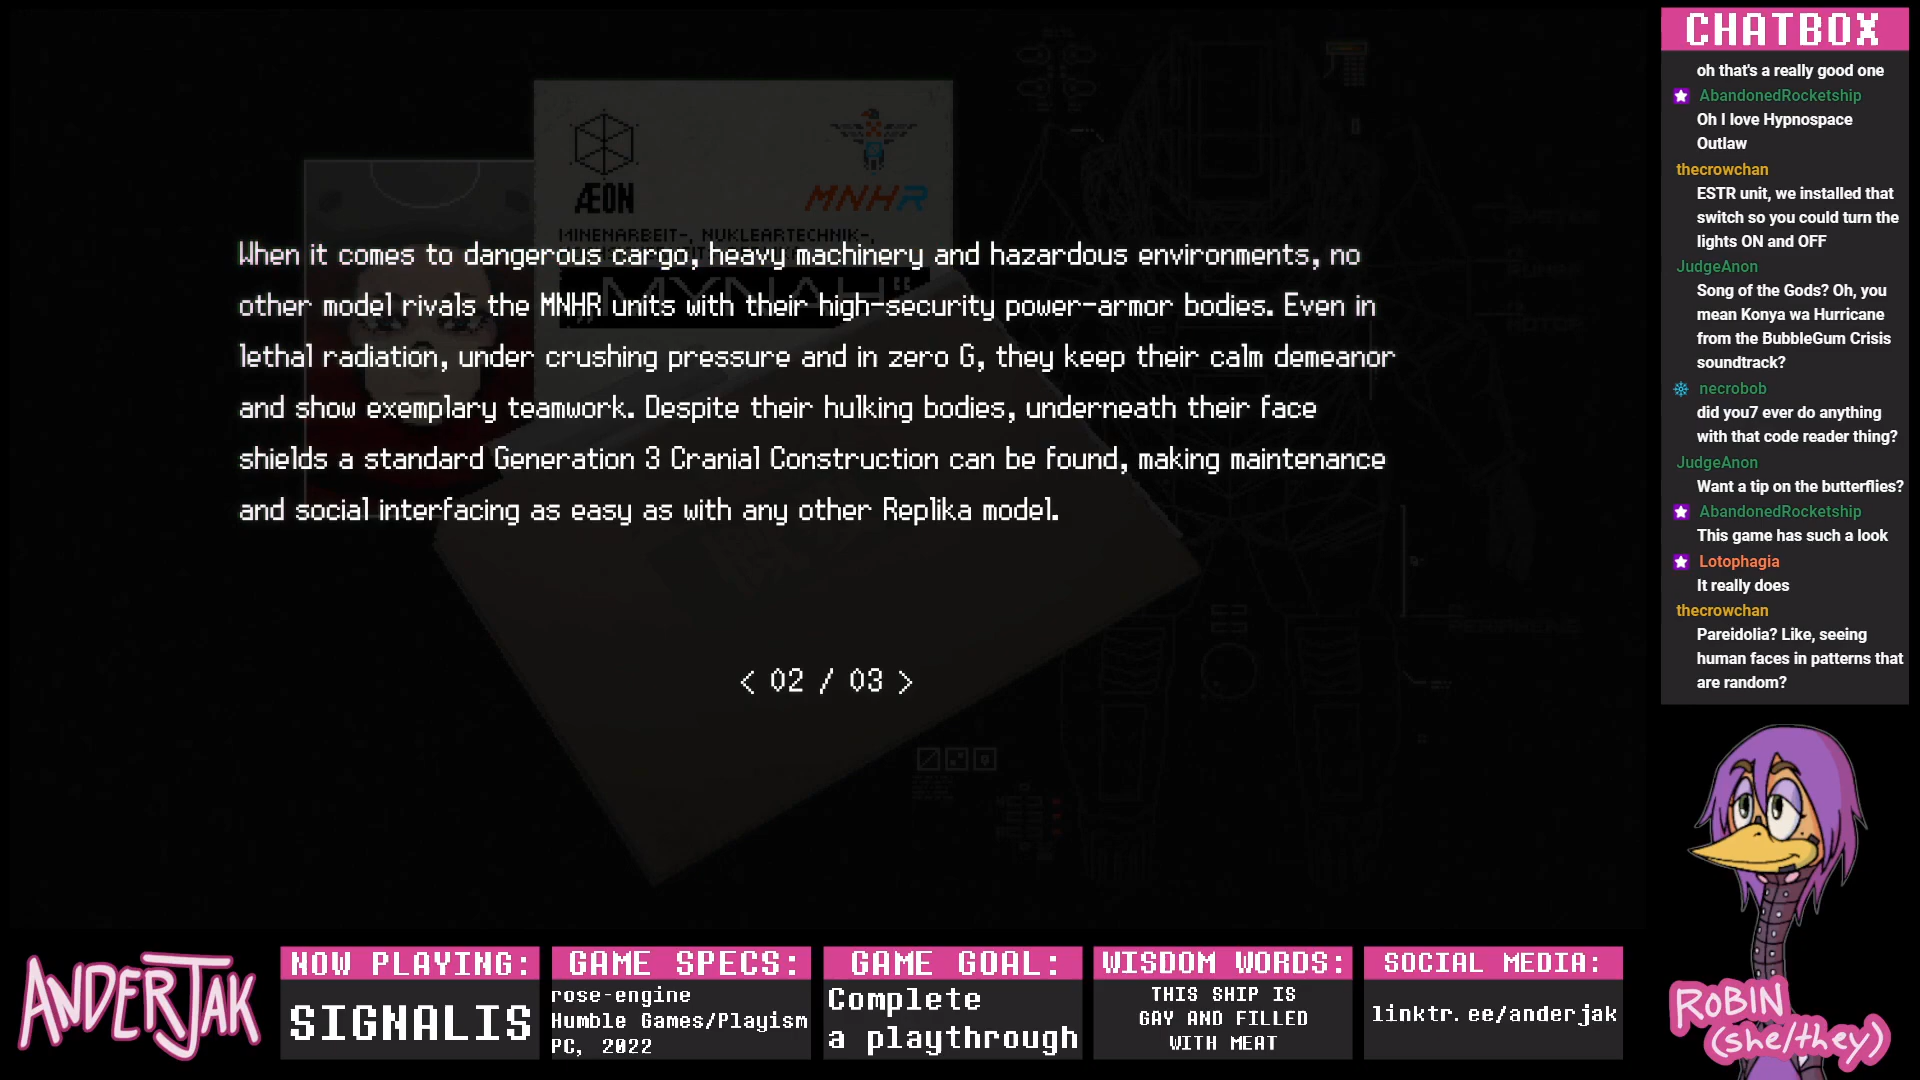 ÆON
MNHR
MINENARBEIT-, NUKLEARTECHNIK-,
When it comes to dangerous cargo, heavy machinery and hazardous environments, no
other model rivals the MNHR units with their high-security power-armor bodies. Even in
lethal radiation, under crushing pressure and in zero G, they keep their calm demeanor
and show exemplary teamwork. Despite their hulking bodies, underneath their face
shields a standard Generation 3 Cranial Construction can be found, making maintenance
and social interfacing as easy as with any other Replika model.
< 02 / 03 >
CHATBOX
oh that's a really good one
AbandonedRocketship
Oh I love Hypnospace
Outlaw
thecrowchan
ESTR unit, we installed that
switch so you could turn the
lights ON and OFF
JudgeAnon
Song of the Gods? Oh, you
mean Konya wa Hurricane
from the BubbleGum Crisis
soundtrack?
necrobob
did you7 ever do anything
with that code reader thing?
JudgeAnon
Want a tip on the butterflies?
AbandonedRocketship
This game has such a look
Lotophagia
It really does
thecrowchan
Pareidolia? Like, seeing
human faces in patterns that
are random?
ANDERJAK
NOW PLAYING:
SIGNALIS
GAME SPECS:
rose-engine
Humble Games/Playism
PC, 2022
GAME GOAL:
Complete
a playthrough
WISDOM WORDS:
THIS SHIP IS
GAY AND FILLED
WITH MEAT
SOCIAL MEDIA:
linktr.ee/anderjak
ROBIN
(she/they)